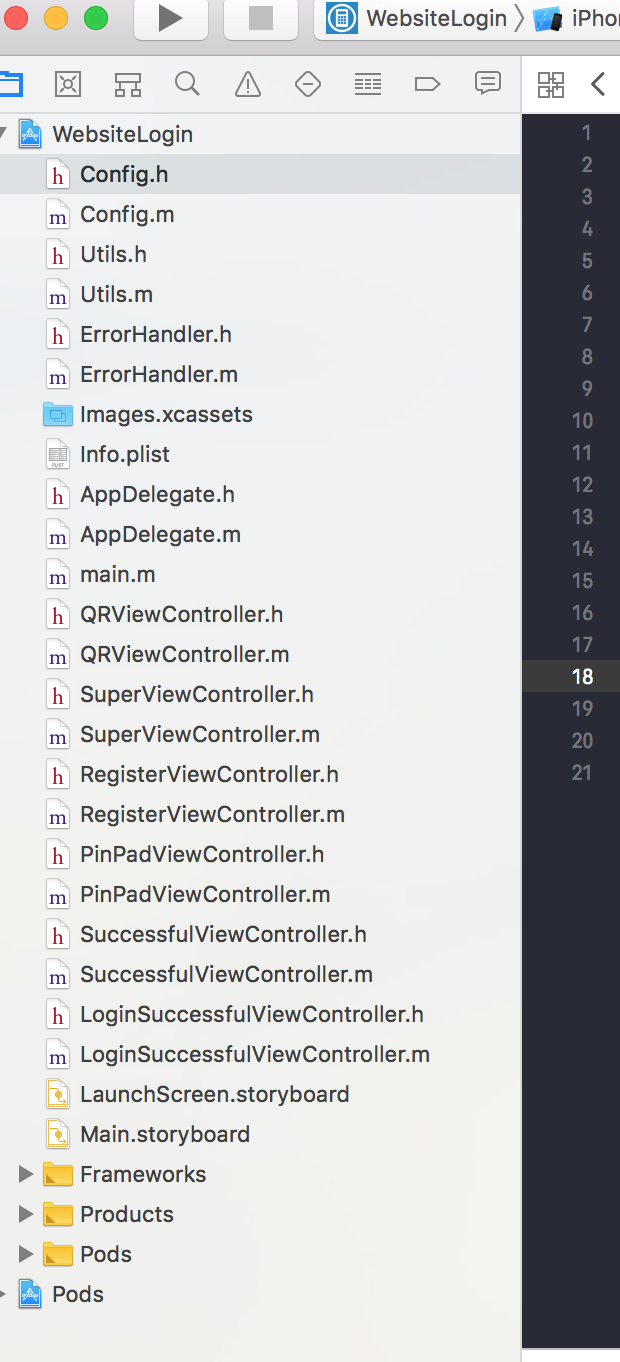 WebsiteLogin
iPho
WebsiteLogin
h Config.h
m Config.m
h Utils.h
m Utils.m
h ErrorHandler.h
m ErrorHandler.m
Images.xcassets
PLIST Info.plist
h AppDelegate.h
m AppDelegate.m
m main.m
h QRViewController.h
m QRViewController.m
h SuperViewController.h
m SuperViewController.m
h RegisterViewController.h
m RegisterViewController.m
h PinPadViewController.h
m PinPadViewController.m
h SuccessfulViewController.h
m SuccessfulViewController.m
h LoginSuccessfulViewController.h
m LoginSuccessfulViewController.m
LaunchScreen.storyboard
Main.storyboard
Frameworks
Products
Pods
Pods
1
2
3
4
5
6
7
8
9
10
11
12
13
14
15
16
17
18
19
20
21